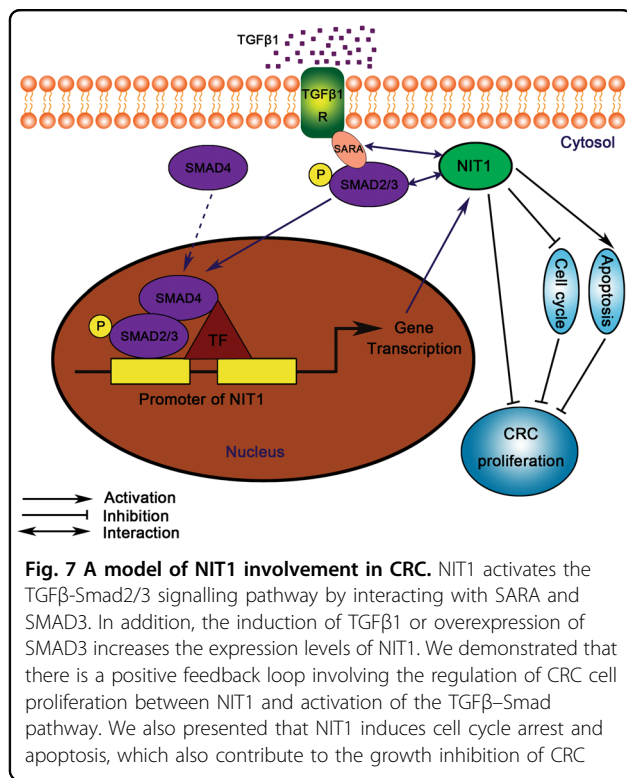 TGFβ1
TGFβ1
R
SARA
Cytosol
SMAD4
P
SMAD2/3
NIT1
Cell cycle
Apoptosis
SMAD4
P
SMAD2/3
TF
Gene
Transcription
Promoter of NIT1
Nucleus
CRC
proliferation
Activation
Inhibition
Interaction
Fig. 7 A model of NIT1 involvement in CRC. NIT1 activates the
TGFβ-Smad2/3 signalling pathway by interacting with SARA and
SMAD3. In addition, the induction of TGFβ1 or overexpression of
SMAD3 increases the expression levels of NIT1. We demonstrated that
there is a positive feedback loop involving the regulation of CRC cell
proliferation between NIT1 and activation of the TGFβ–Smad
pathway. We also presented that NIT1 induces cell cycle arrest and
apoptosis, which also contribute to the growth inhibition of CRC